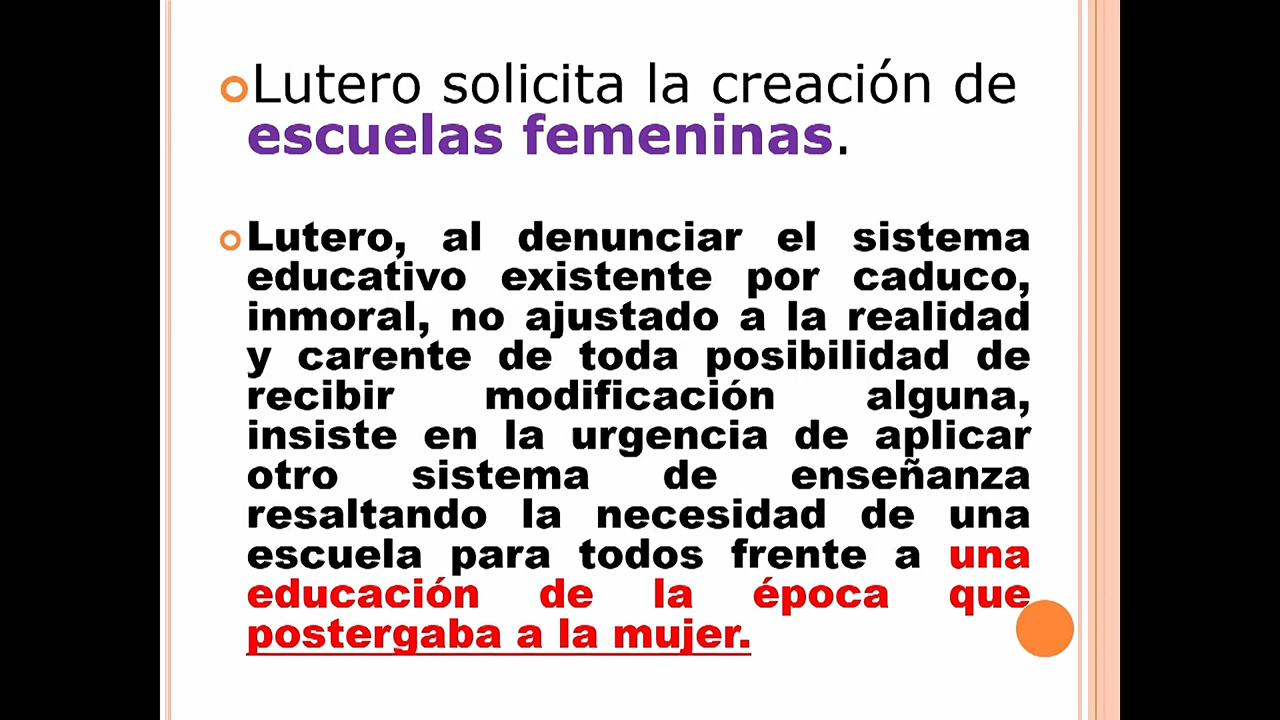 Lutero solicita la creación de
escuelas femeninas.
Lutero, al denunciar el sistema
educativo existente por caduco,
inmoral, no ajustado a la realidad
y carente de toda posibilidad de
recibir modificación alguna,
insiste en la urgencia de aplicar
otro sistema de enseñanza
resaltando la necesidad de una
escuela para todos frente a una
educación de la época que
postergaba a la mujer.